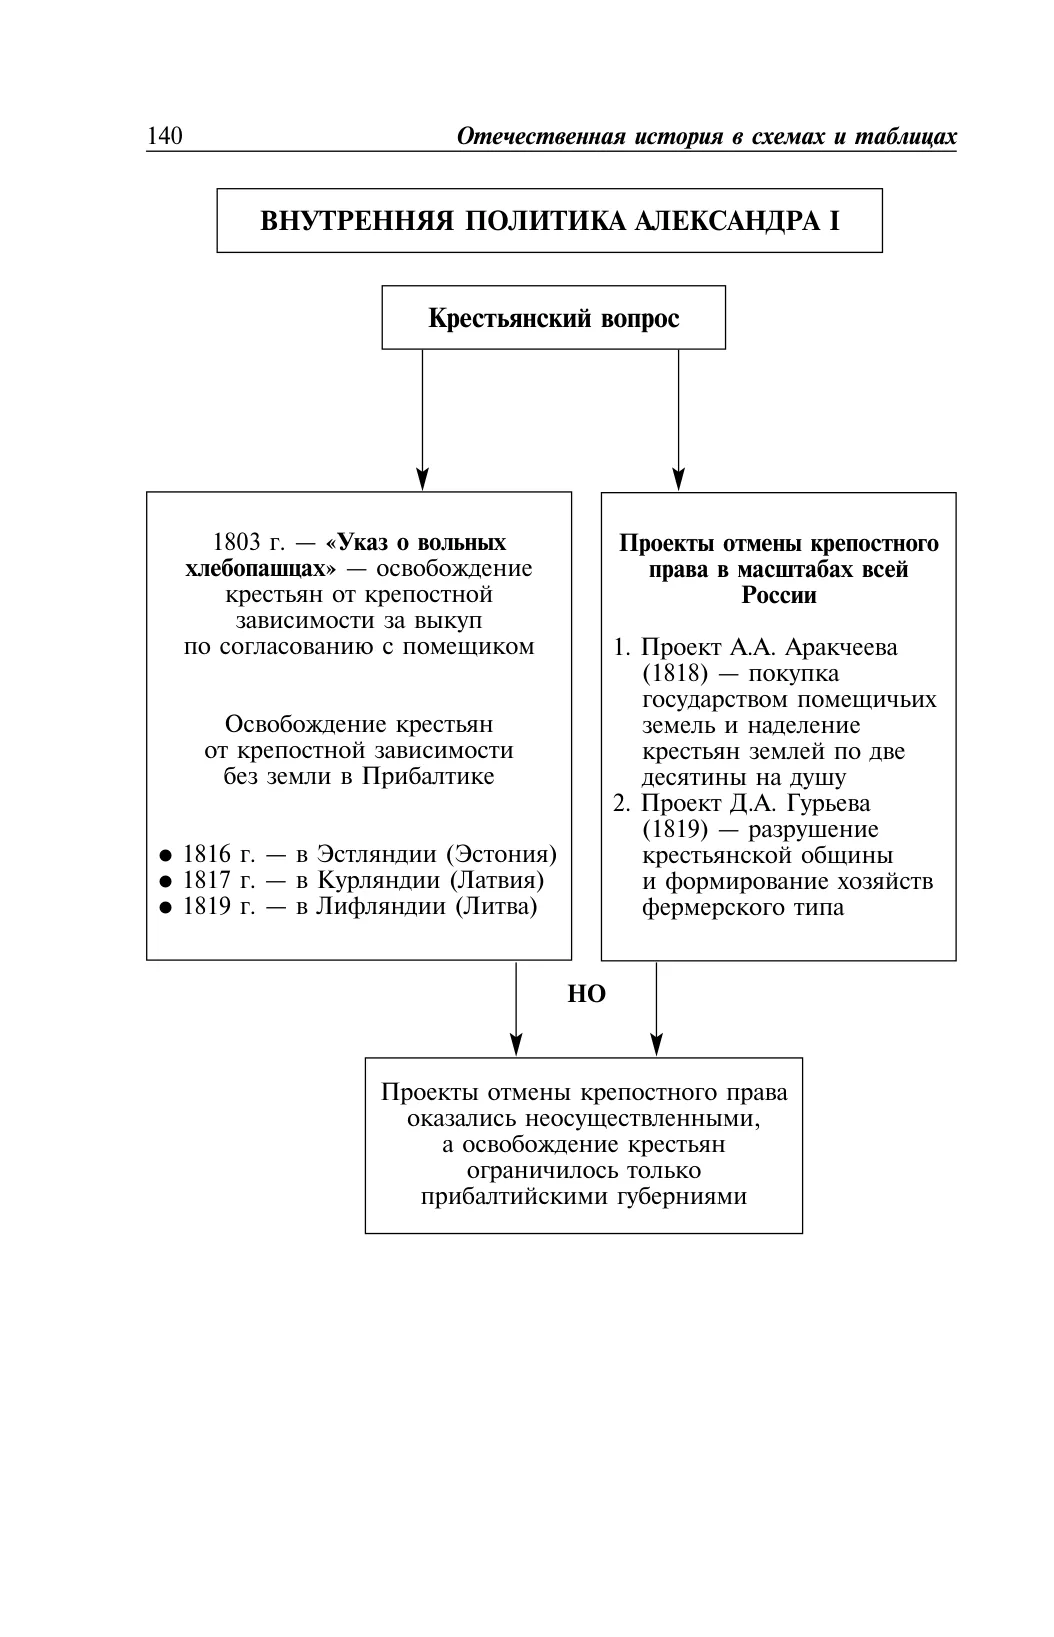 140
Отечественная история в схемах и таблицах
ВНУТРЕННЯЯ ПОЛИТИКА АЛЕКСАНДРА I
Крестьянский вопрос
1803 г. — «Указ о вольных
хлебопашцах» — освобождение
крестьян от крепостной
зависимости за выкуп
по согласованию с помещиком
Освобождение крестьян
от крепостной зависимости
без земли в Прибалтике
● 1816 г. — в Эстляндии (Эстония)
● 1817 г. — в Курляндии (Латвия)
● 1819 г. — в Лифляндии (Литва)
Проекты отмены крепостного
права в масштабах всей
России
1. Проект А.А. Аракчеева
(1818) — покупка
государством помещичьих
земель и наделение
крестьян землей по две
десятины на душу
2. Проект Д.А. Гурьева
(1819) — разрушение
крестьянской общины
и формирование хозяйств
фермерского типа
НО
Проекты отмены крепостного права
оказались неосуществленными,
а освобождение крестьян
ограничилось только
прибалтийскими губерниями